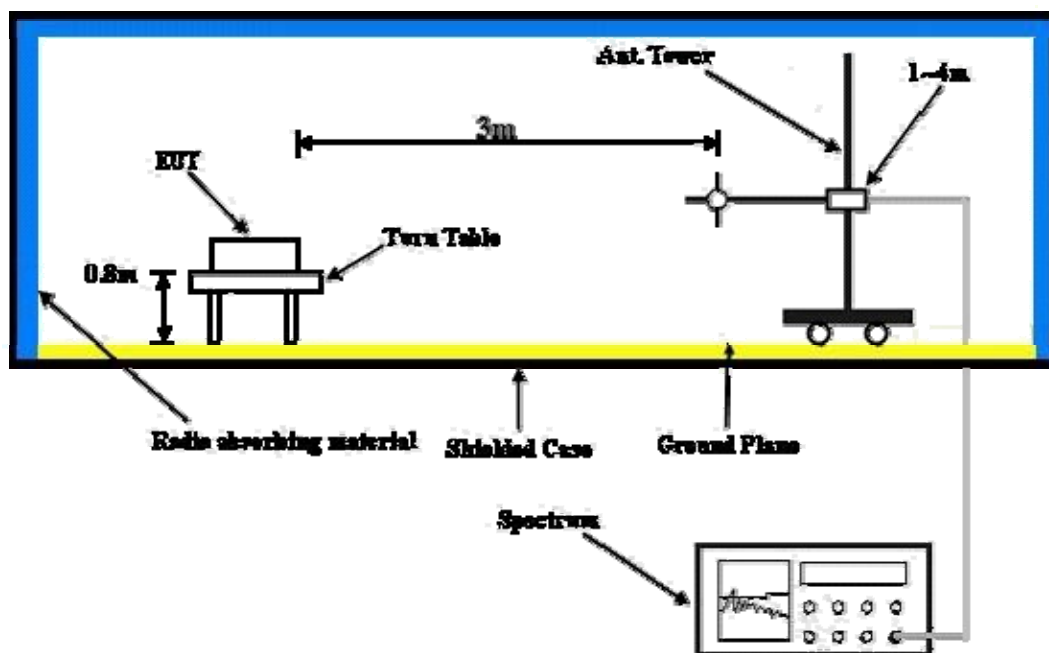 Ant. Tower
1~4m
3m
EUT
Turn Table
0.8m
Radio absorbing material
Shielded Case
Ground Plane
Spectrum